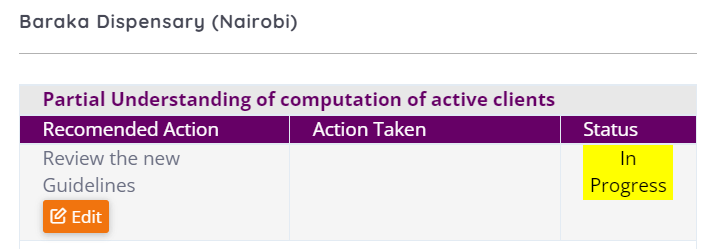 Baraka Dispensary (Nairobi)
Partial Understanding of computation of active clients
Recomended Action Action Taken Status
Review the new
Guidelines
Edit
In
Progress